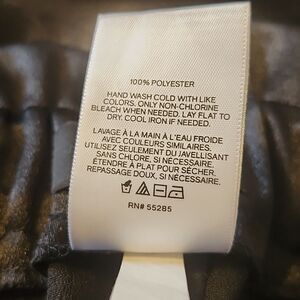 100% POLYESTER
HAND WASH COLD WITH LIKE
COLORS. ONLY NON-CHLORINE
BLEACH WHEN NEEDED. LAY FLAT TO
DRY. COOL IRON IF NEEDED.
LAVAGE À LA MAIN À L'EAU FROIDE
AVEC COULEURS SIMILAIRES.
UTILISEZ SEULEMENT DU JAVELLISANT
SANS CHLORE, SI NÉCESSAIRE.
ÉTENDRE À PLAT POUR SÉCHER.
REPASSAGE DOUX, SI NÉCESSAIRE.
RN# 55285